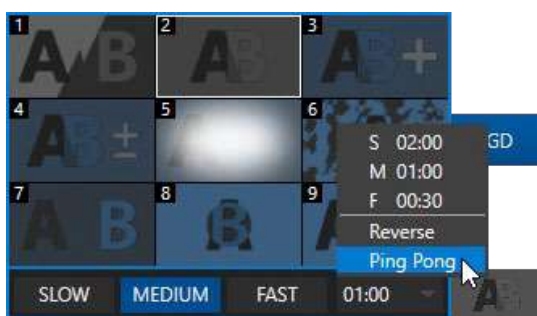 1 A B
2 A B
3 A B +
4 A B ±
5
6
S 02:00
GD
M 01:00
F 00:30
7 A B
8 A B
9 A
Reverse
Ping Pong
SLOW MEDIUM FAST 01:00
A